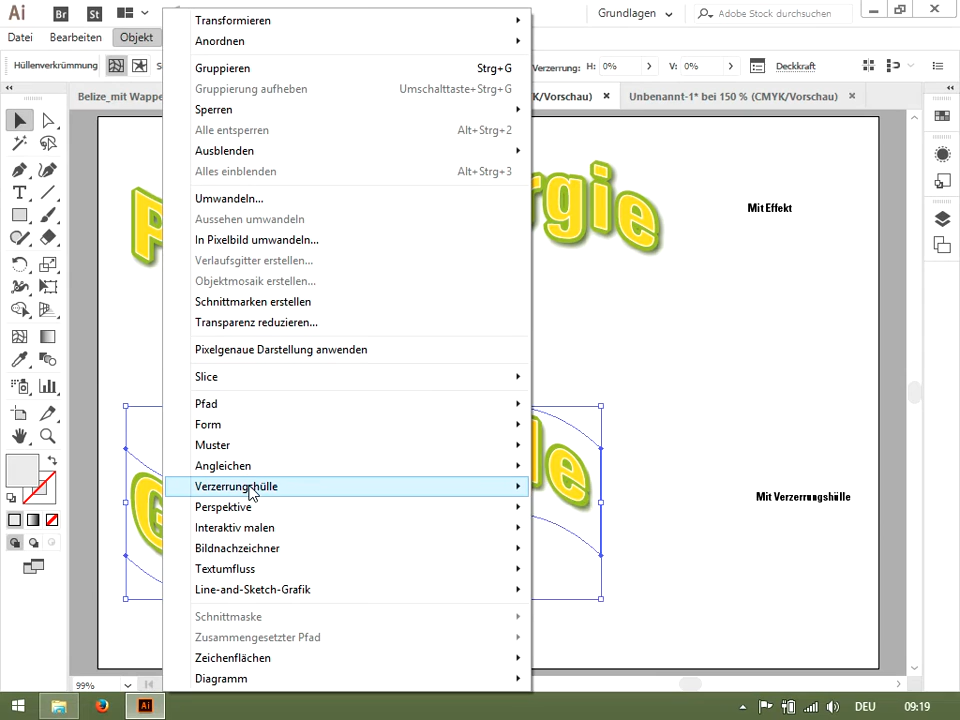 Ai
Br
St
Grundlagen
Adobe Stock durchsuchen
Datei
Bearbeiten
Objekt
Hüllenverkrümmung
Verzerrung:
H:
0%
V:
0%
Deckkraft
Belize_mit Wappe
K/Vorschau)
Unbenannt-1* bei 150 % (CMYK/Vorschau)
Transformieren
Anordnen
Gruppieren Strg+G
Gruppierung aufheben Umschalttaste+Strg+G
Sperren
Alle entsperren Alt+Strg+2
Ausblenden
Alles einblenden Alt+Strg+3
Umwandeln...
Aussehen umwandeln
In Pixelbild umwandeln...
Verlaufsgitter erstellen...
Objektmosaik erstellen...
Schnittmarken erstellen
Transparenz reduzieren...
Pixelgenaue Darstellung anwenden
Slice
Pfad
Form
Muster
Angleichen
Verzerrungshülle
Perspektive
Interaktiv malen
Bildnachzeichner
Textumfluss
Line-and-Sketch-Grafik
Schnittmaske
Zusammengesetzter Pfad
Zeichenflächen
Diagramm
rgie
Mit Effekt
le
Mit Verzerrungshülle
99%
Ai
DEU
09:19